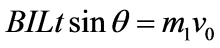 BILt sin θ = m₁v₀